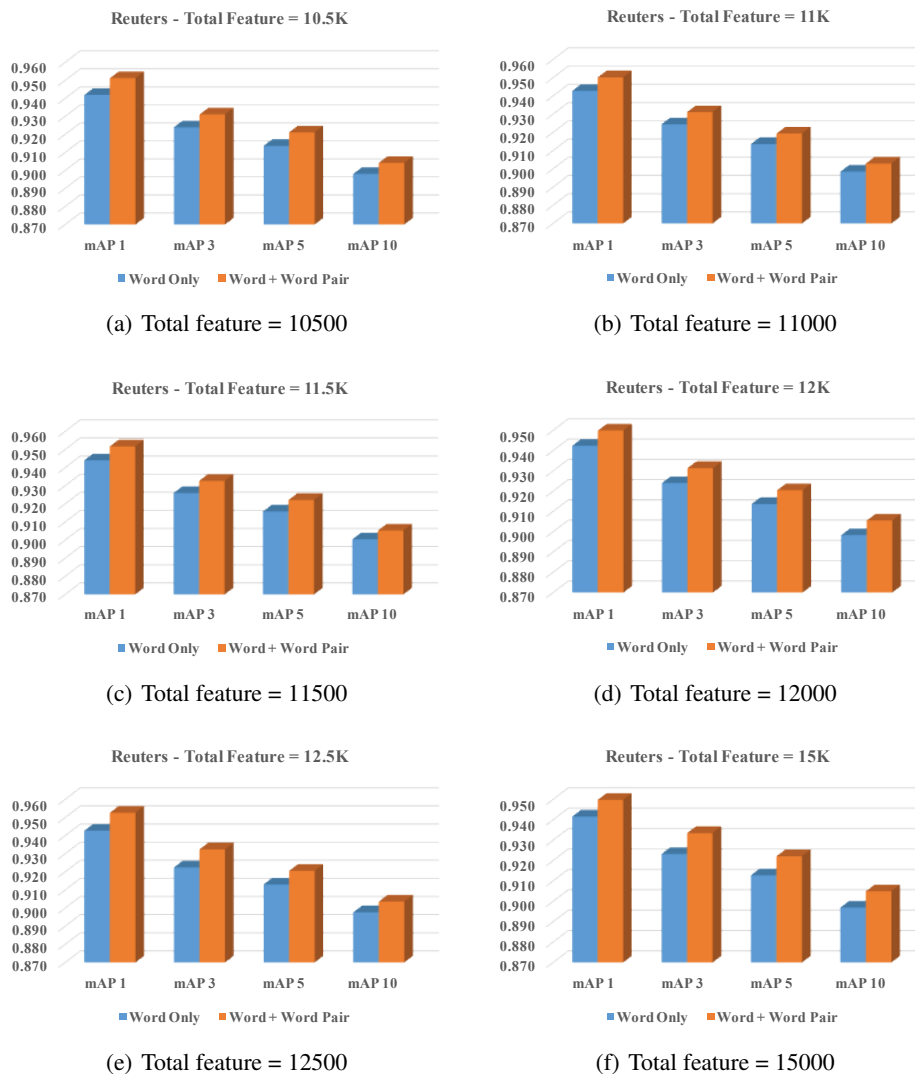 Reuters - Total Feature = 10.5K
0.960
0.950
0.940
0.930
0.920
0.910
0.900
0.890
0.880
0.870
mAP 1 mAP 3 mAP 5 mAP 10
Word Only Word + Word Pair
(a) Total feature = 10500
Reuters - Total Feature = 11K
0.960
0.950
0.940
0.930
0.920
0.910
0.900
0.890
0.880
0.870
mAP 1 mAP 3 mAP 5 mAP 10
Word Only Word + Word Pair
(b) Total feature = 11000
Reuters - Total Feature = 11.5K
0.960
0.950
0.940
0.930
0.920
0.910
0.900
0.890
0.880
0.870
mAP 1 mAP 3 mAP 5 mAP 10
Word Only Word + Word Pair
(c) Total feature = 11500
Reuters - Total Feature = 12K
0.950
0.940
0.930
0.920
0.910
0.900
0.890
0.880
0.870
mAP 1 mAP 3 mAP 5 mAP 10
Word Only Word + Word Pair
(d) Total feature = 12000
Reuters - Total Feature = 12.5K
0.960
0.950
0.940
0.930
0.920
0.910
0.900
0.890
0.880
0.870
mAP 1 mAP 3 mAP 5 mAP 10
Word Only Word + Word Pair
(e) Total feature = 12500
Reuters - Total Feature = 15K
0.950
0.940
0.930
0.920
0.910
0.900
0.890
0.880
0.870
mAP 1 mAP 3 mAP 5 mAP 10
Word Only Word + Word Pair
(f) Total feature = 15000